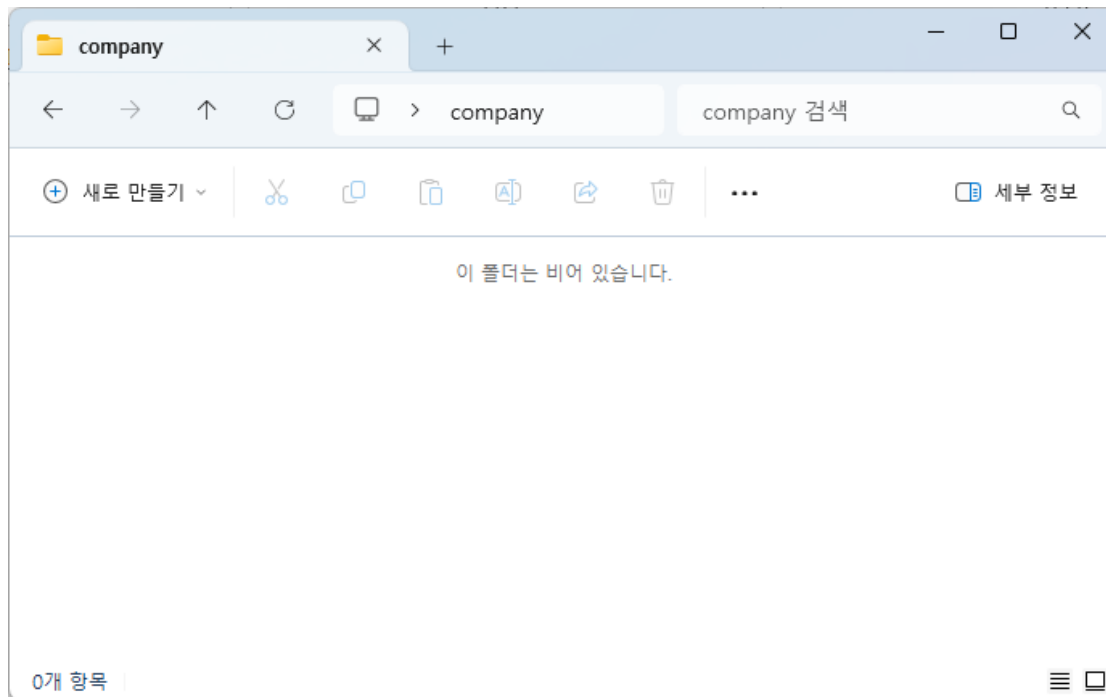 company
company
company 검색
새로 만들기
세부 정보
이 폴더는 비어 있습니다.
0개 항목